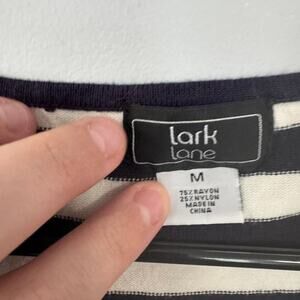 lark
lane
M
75% RAYON
25% NYLON
MADE IN
CHINA